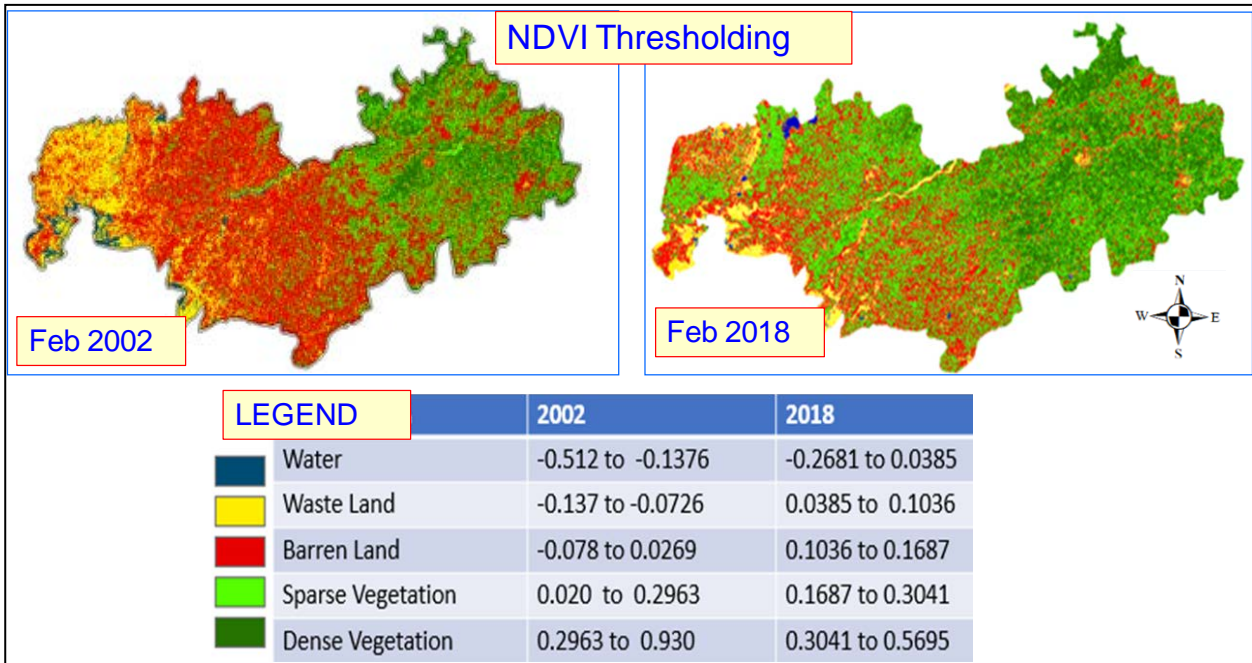 NDVI Thresholding
Feb 2002
Feb 2018
N
W E
S
LEGEND 2002 2018
Water -0.512 to -0.1376 -0.2681 to 0.0385
Waste Land -0.137 to -0.0726 0.0385 to 0.1036
Barren Land -0.078 to 0.0269 0.1036 to 0.1687
Sparse Vegetation 0.020 to 0.2963 0.1687 to 0.3041
Dense Vegetation 0.2963 to 0.930 0.3041 to 0.5695